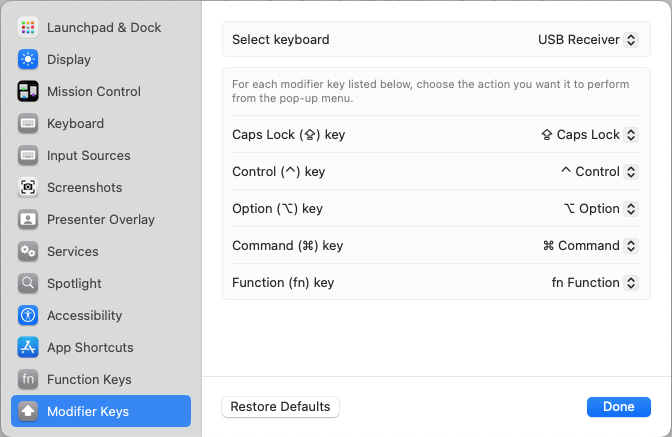 Launchpad & Dock
Display
Mission Control
Keyboard
Input Sources
Screenshots
Presenter Overlay
Services
Spotlight
Accessibility
App Shortcuts
fn Function Keys
Modifier Keys
Select keyboard USB Receiver
For each modifier key listed below, choose the action you want it to perform
from the pop-up menu.
Caps Lock (⇪) key ⇪ Caps Lock
Control (^) key ^ Control
Option (⌥) key ⌥ Option
Command (⌘) key ⌘ Command
Function (fn) key fn Function
Restore Defaults Done